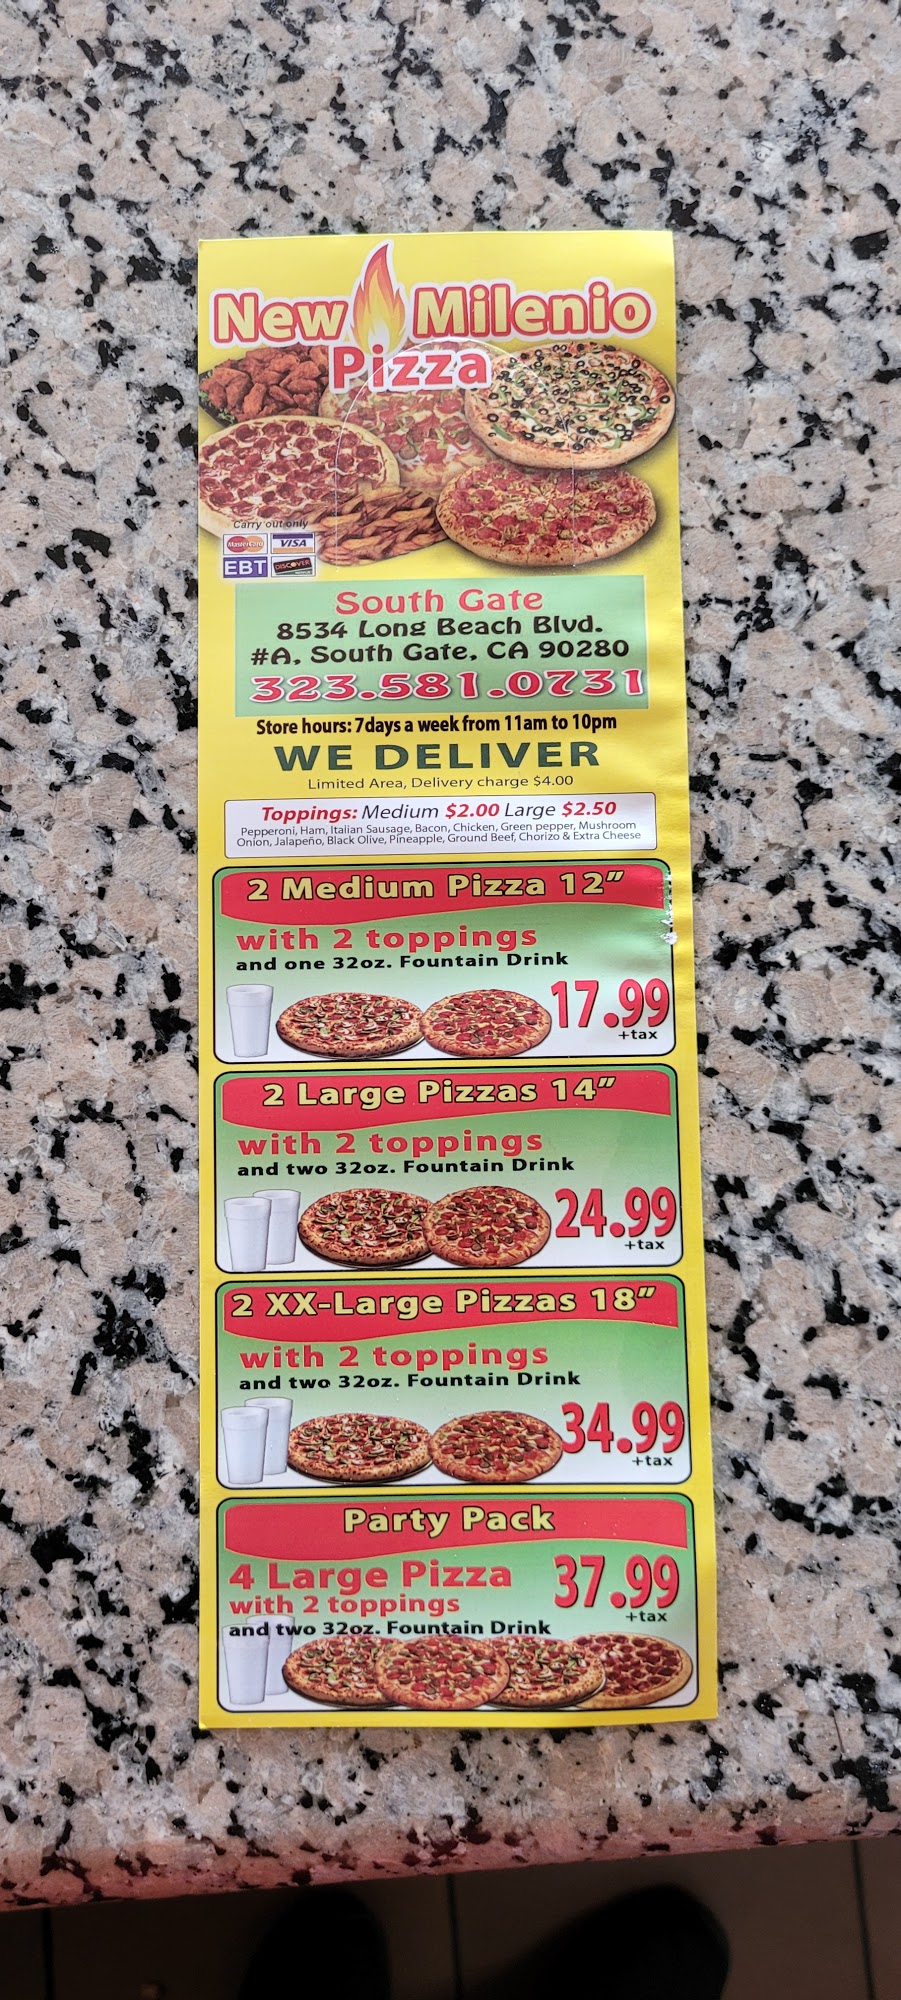 New Milenio
Pizza
Carry out only
MasterCard VISA
EBT DISCOVER
South Gate
8534 Long Beach Blvd.
#A, South Gate, CA 90280
323.581.0731
Store hours: 7days a week from 11am to 10pm
WE DELIVER
Limited Area, Delivery charge $4.00
Toppings: Medium $2.00 Large $2.50
Pepperoni, Ham, Italian Sausage, Bacon, Chicken, Green pepper, Mushroom
Onion, Jalapeño, Black Olive, Pineapple, Ground Beef, Chorizo & Extra Cheese
2 Medium Pizza 12"
with 2 toppings
and one 32oz. Fountain Drink
17.99
+tax
2 Large Pizzas 14"
with 2 toppings
and two 32oz. Fountain Drink
24.99
+tax
2 XX-Large Pizzas 18"
with 2 toppings
and two 32oz. Fountain Drink
34.99
+tax
Party Pack
4 Large Pizza
with 2 toppings
and two 32oz. Fountain Drink
37.99
+tax